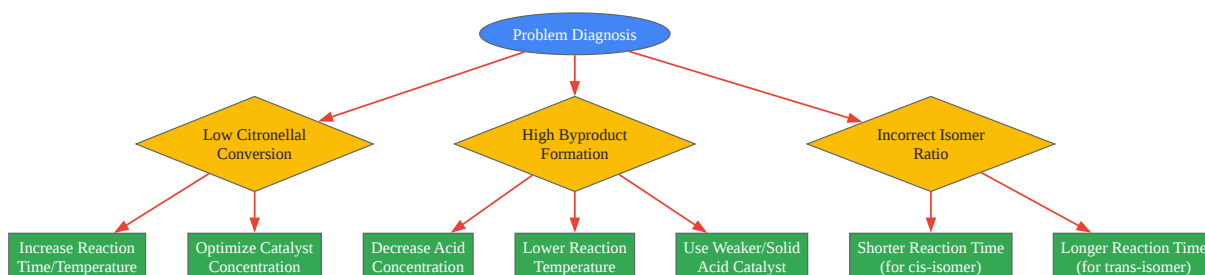 Problem Diagnosis
Low Citronellal
Conversion
High Byproduct
Formation
Incorrect Isomer
Ratio
Increase Reaction
Time/Temperature
Optimize Catalyst
Concentration
Decrease Acid
Concentration
Lower Reaction
Temperature
Use Weaker/Solid
Acid Catalyst
Shorter Reaction Time
(for cis-isomer)
Longer Reaction Time
(for trans-isomer)